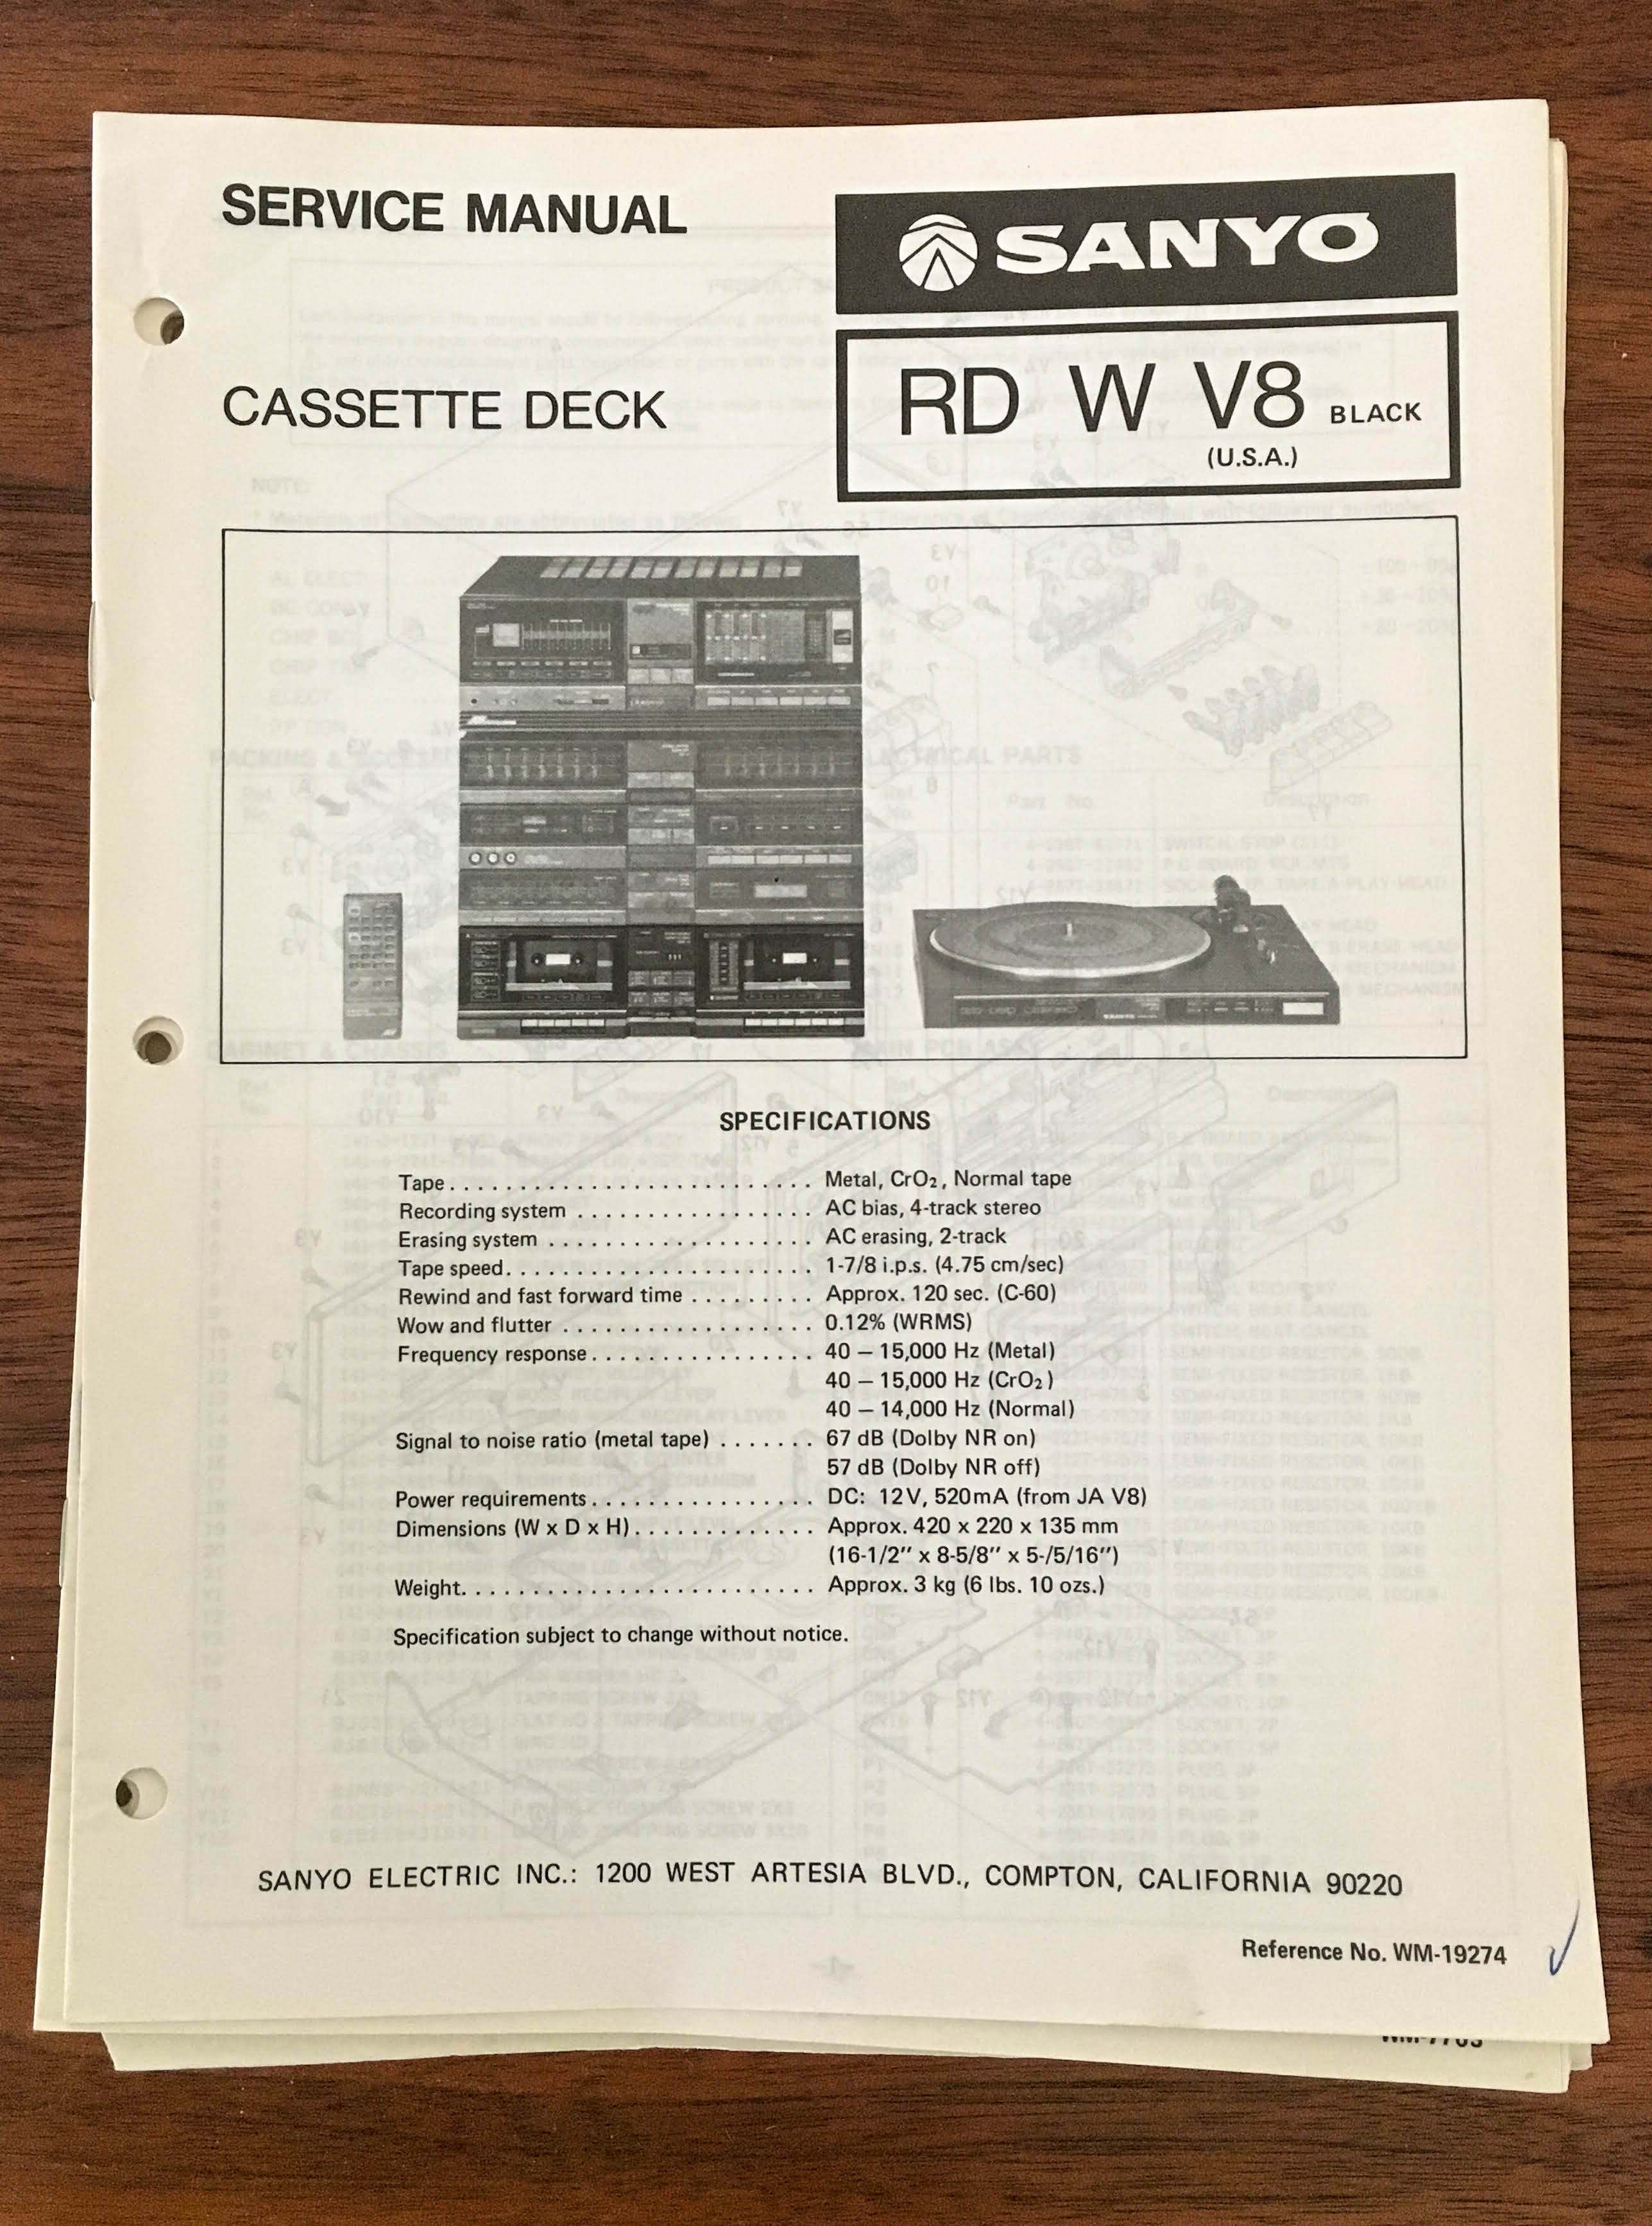 SERVICE MANUAL
SANYO
CASSETTE DECK
RD W V8 BLACK
(U.S.A.)
SANYO
SPECIFICATIONS
Tape.......................... Metal, CrO₂, Normal tape
Recording system ................. AC bias, 4-track stereo
Erasing system ................... AC erasing, 2-track
Tape speed...................... 1-7/8 i.p.s. (4.75 cm/sec)
Rewind and fast forward time ......... Approx. 120 sec. (C-60)
Wow and flutter .................. 0.12% (WRMS)
Frequency response................ 40 – 15,000 Hz (Metal)
40 – 15,000 Hz (CrO₂)
40 – 14,000 Hz (Normal)
Signal to noise ratio (metal tape) ....... 67 dB (Dolby NR on)
57 dB (Dolby NR off)
Power requirements................ DC: 12V, 520mA (from JA V8)
Dimensions (W x D x H)............. Approx. 420 x 220 x 135 mm
(16-1/2″ x 8-5/8″ x 5-/5/16″)
Weight......................... Approx. 3 kg (6 lbs. 10 ozs.)
Specification subject to change without notice.
SANYO ELECTRIC INC.: 1200 WEST ARTESIA BLVD., COMPTON, CALIFORNIA 90220
Reference No. WM-19274